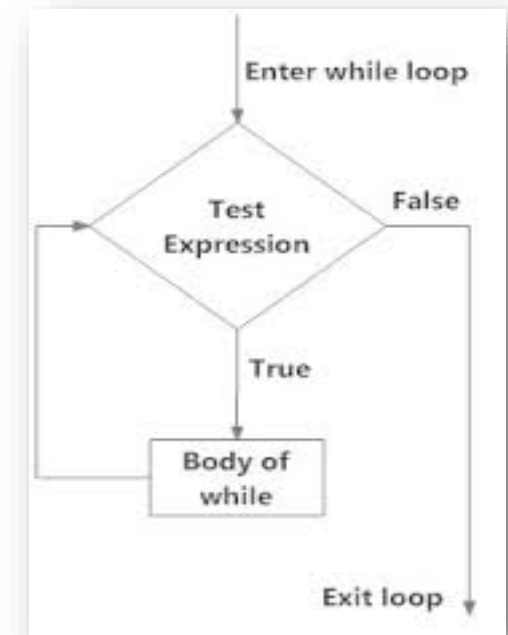 Enter while loop
Test
Expression
False
True
Body of
while
Exit loop